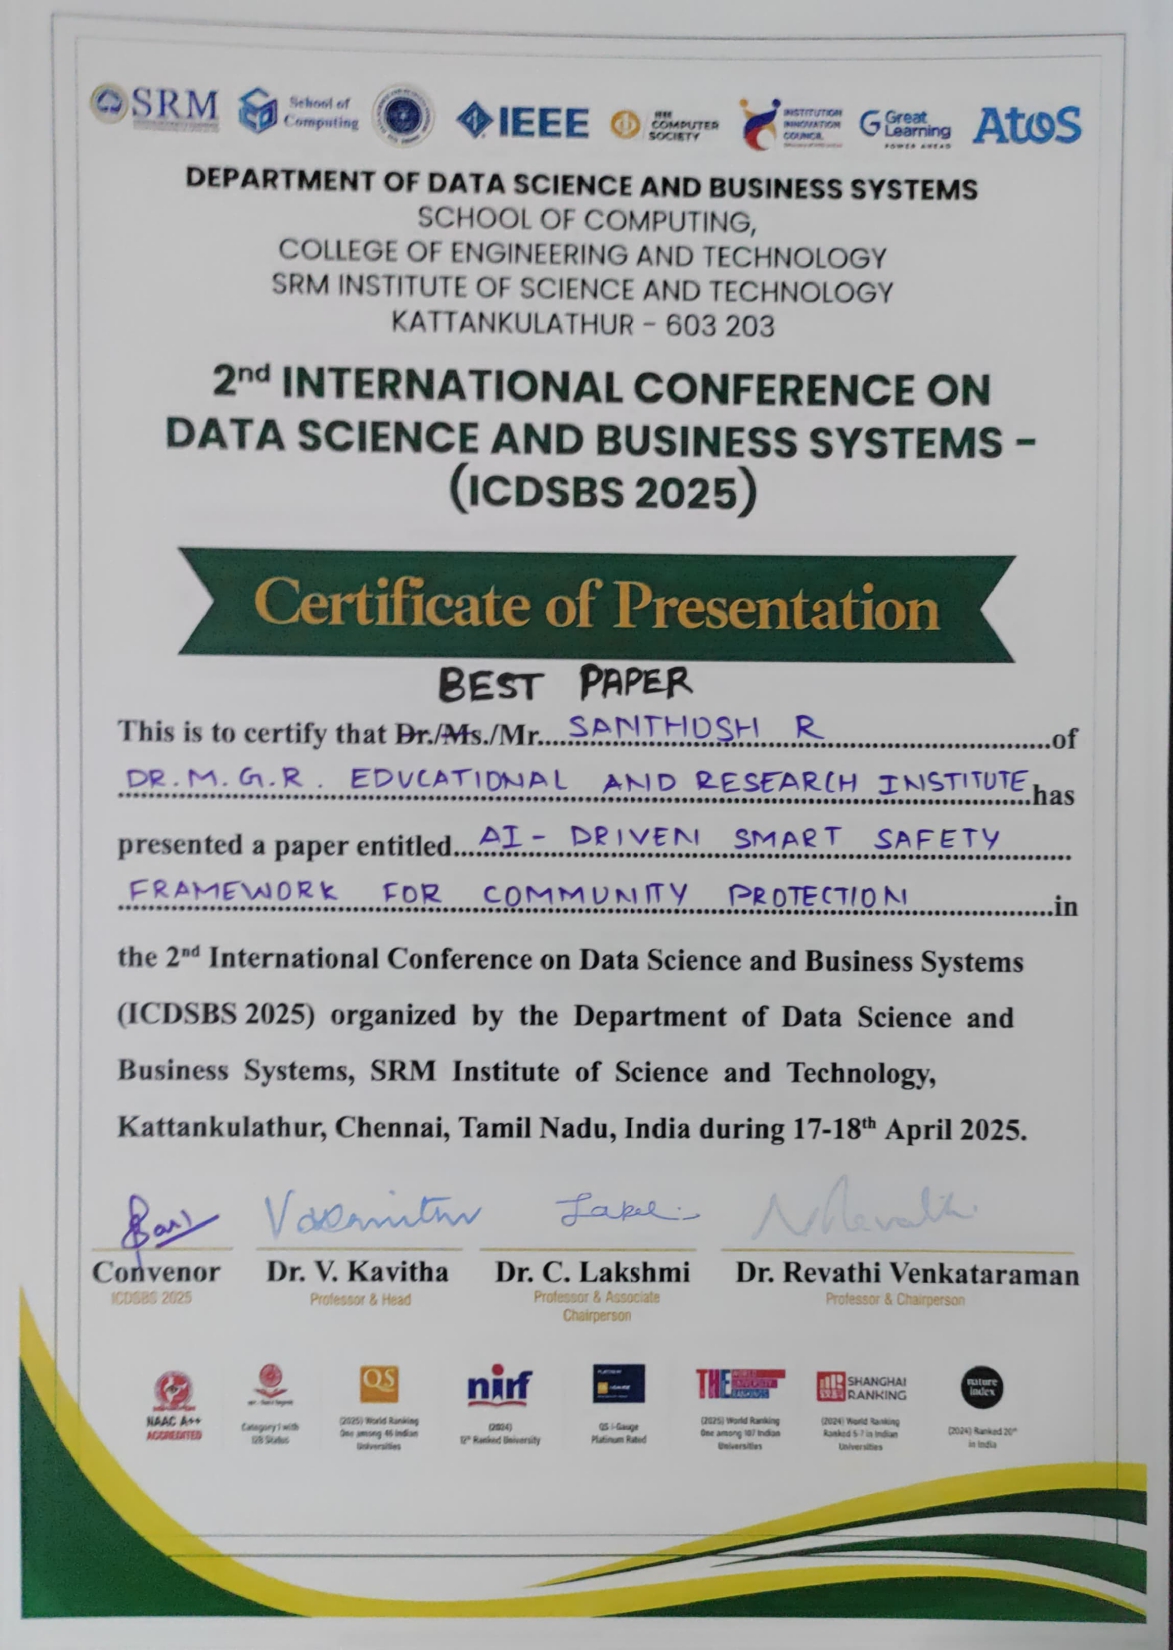 SRM
School of
Computing
IEEE
IEEE
COMPUTER
SOCIETY
INSTITUTION
INNOVATION
COUNCIL
Great
Learning
POWER AHEAD
Atos
DEPARTMENT OF DATA SCIENCE AND BUSINESS SYSTEMS
SCHOOL OF COMPUTING,
COLLEGE OF ENGINEERING AND TECHNOLOGY
SRM INSTITUTE OF SCIENCE AND TECHNOLOGY
KATTANKULATHUR - 603 203
2nd INTERNATIONAL CONFERENCE ON
DATA SCIENCE AND BUSINESS SYSTEMS -
(ICDSBS 2025)
Certificate of Presentation
BEST PAPER
This is to certify that Dr./Ms./Mr....SANTHOSH R...of
DR.M.G.R. EDUCATIONAL AND RESEARCH INSTITUTE has
presented a paper entitled...AI-DRIVEN SMART SAFETY
FRAMEWORK FOR COMMUNITY PROTECTION...in
the 2nd International Conference on Data Science and Business Systems
(ICDSBS 2025) organized by the Department of Data Science and
Business Systems, SRM Institute of Science and Technology,
Kattankulathur, Chennai, Tamil Nadu, India during 17-18th April 2025.
Convenor
ICDSBS 2025
Dr. V. Kavitha
Professor & Head
Dr. C. Lakshmi
Professor & Associate
Chairperson
Dr. Revathi Venkataraman
Professor & Chairperson
NAAC A++
ACCREDITED
Category I with
12B Status
QS
(2025) World Ranking
One among 46 Indian
Universities
nirf
(2024)
12th Ranked University
QS I-Gauge
Platinum Rated
THE WORLD
UNIVERSITY
RANKINGS
(2025) World Ranking
One among 107 Indian
Universities
SHANGHAI
RANKING
(2024) World Ranking
Ranked 5-7 in Indian
Universities
nature
index
(2024) Ranked 20th
in India